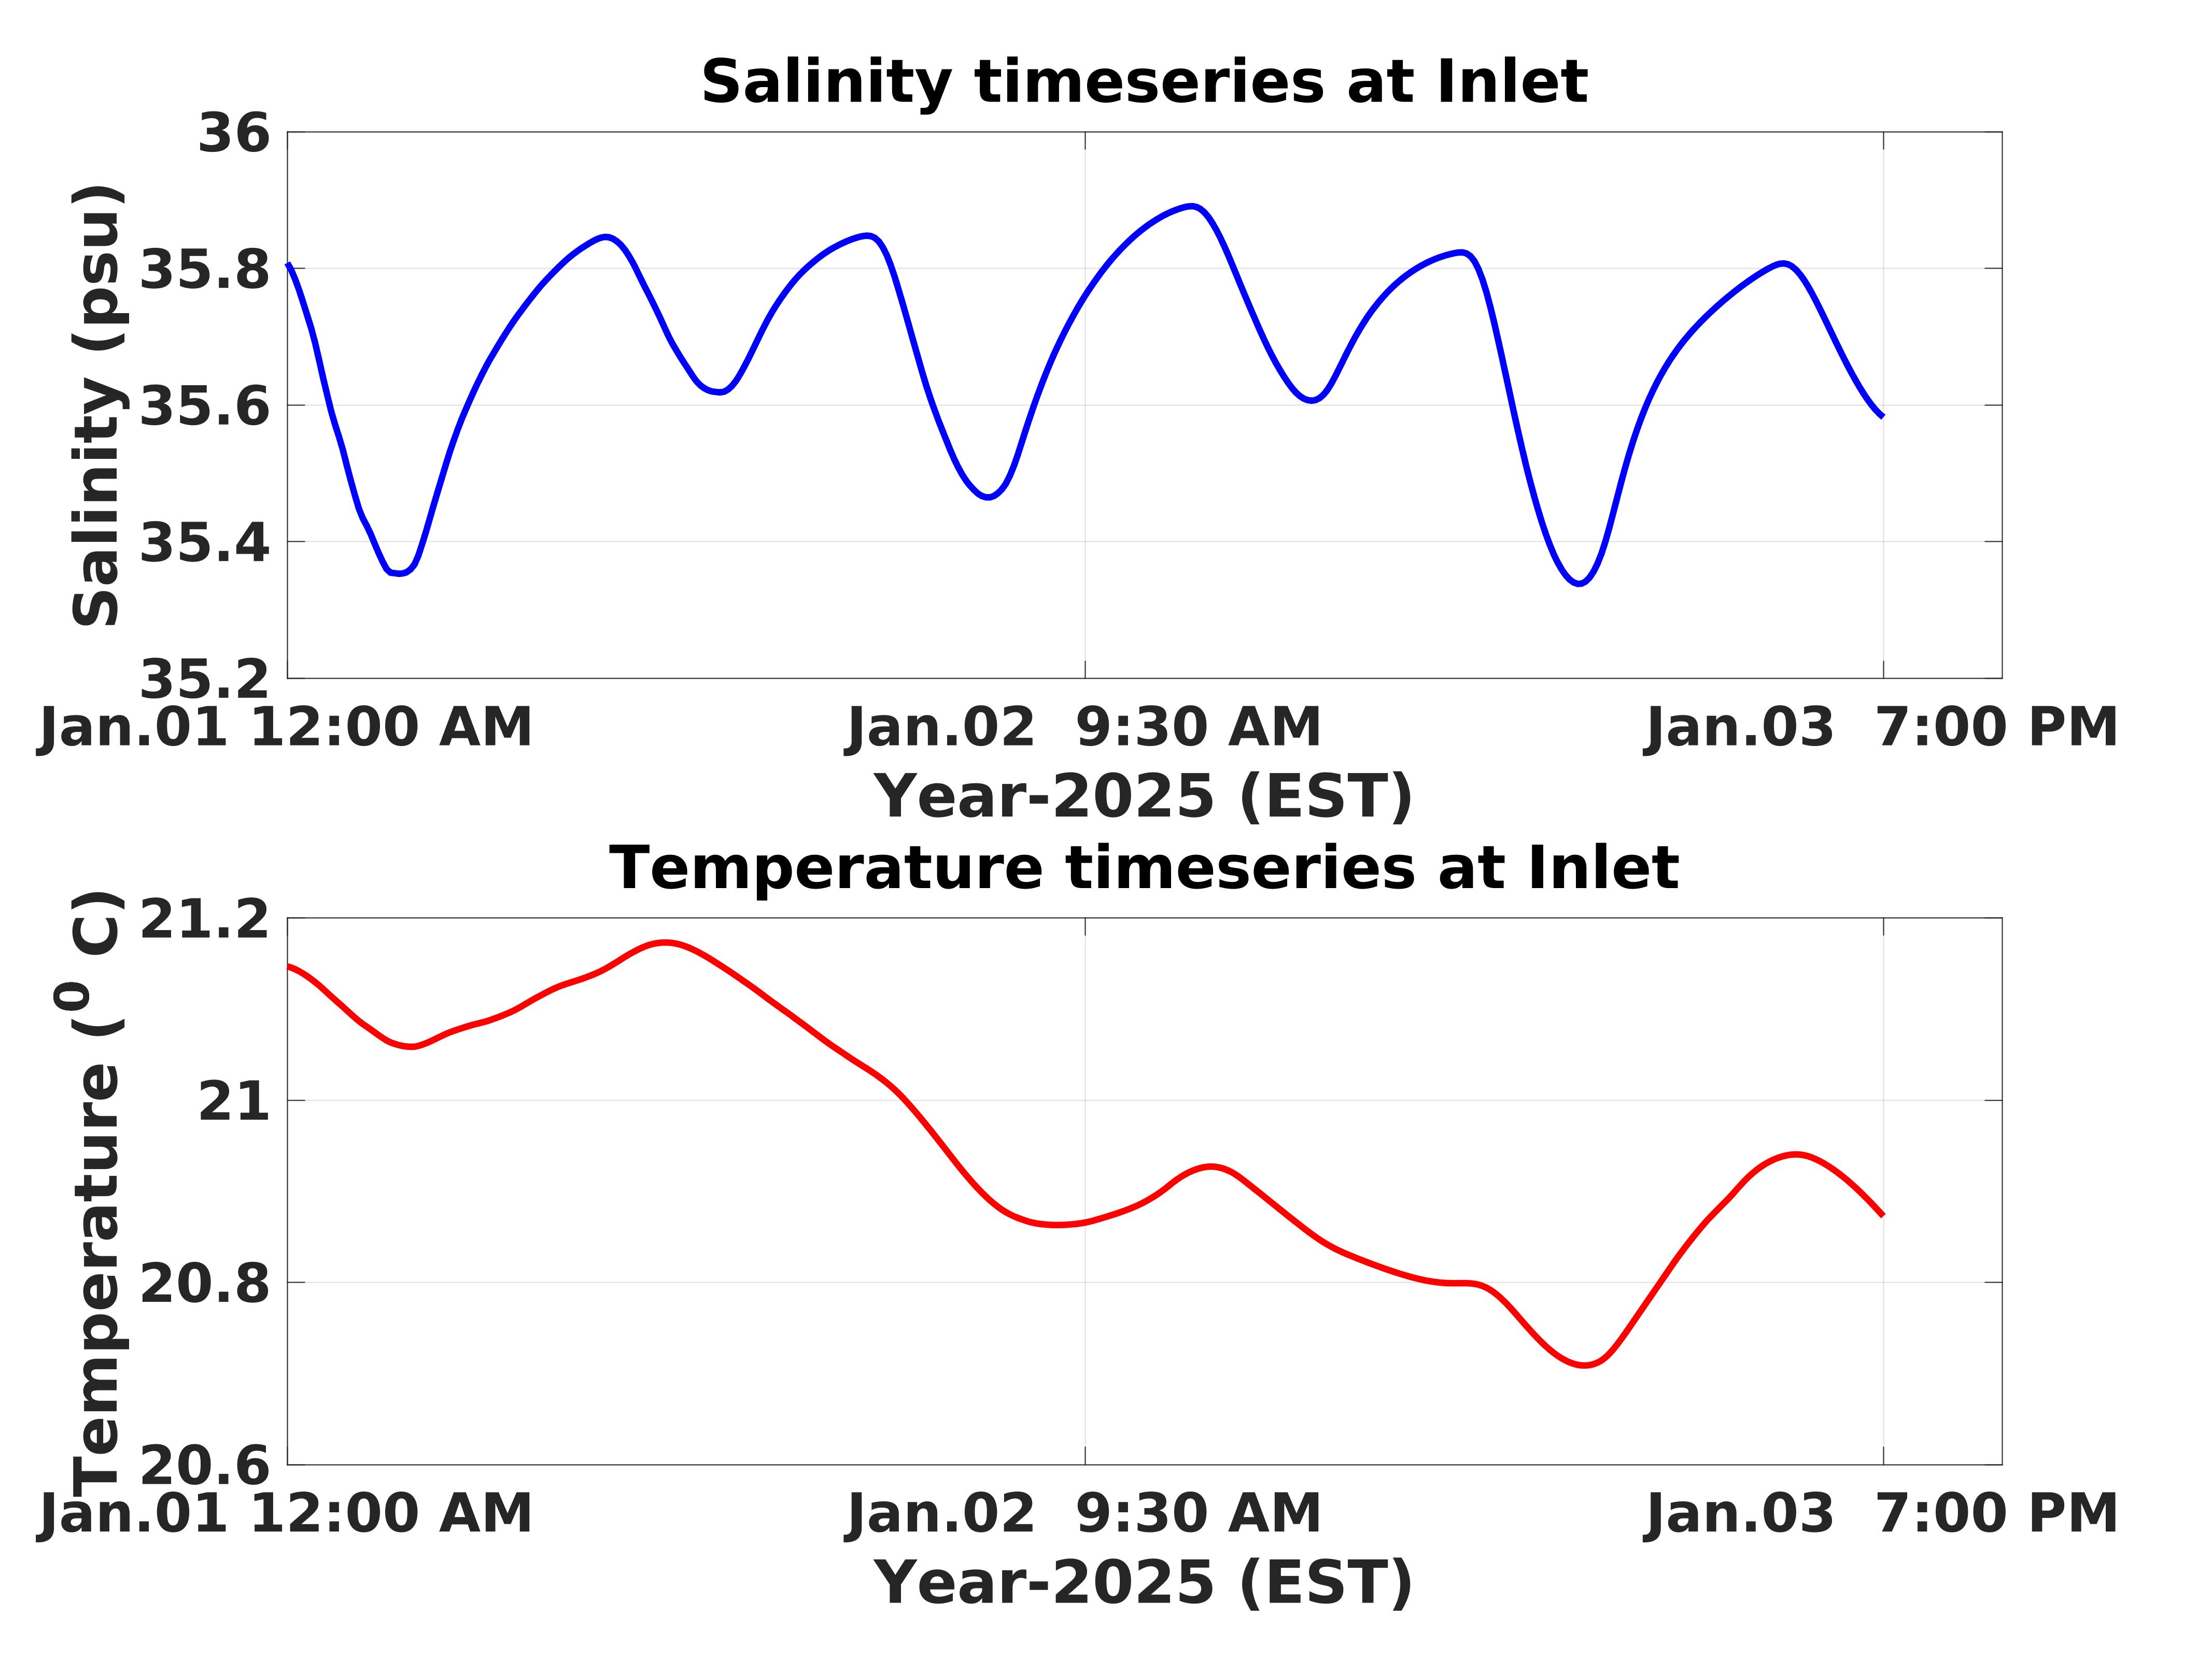 Salinity timeseries at Inlet
Salinity (psu)
36
35.8
35.6
35.4
35.2
Jan.01 12:00 AM Jan.02 9:30 AM Jan.03 7:00 PM
Year-2025 (EST)
Temperature timeseries at Inlet
Temperature (⁰ C)
21.2
21
20.8
20.6
Jan.01 12:00 AM Jan.02 9:30 AM Jan.03 7:00 PM
Year-2025 (EST)